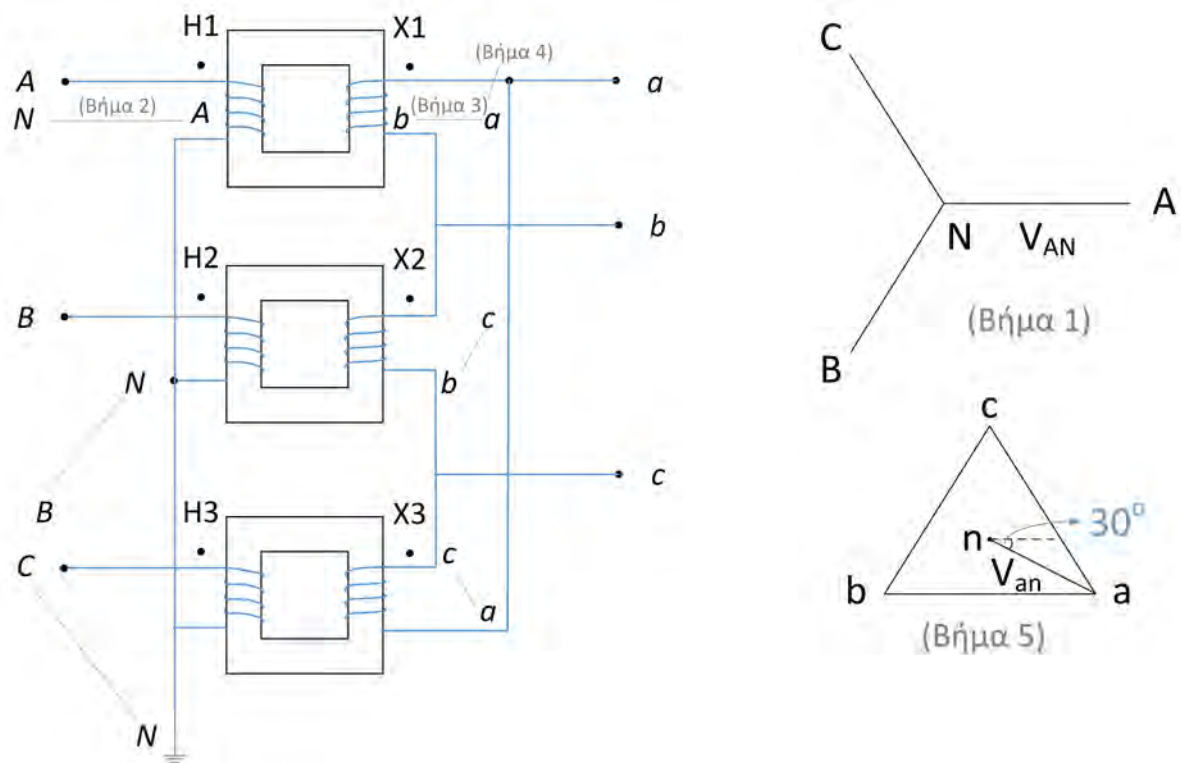 H1 X1
(Βήμα 4)
A a
N (Βήμα 2) A b (Βήμα 3) a
b
H2 X2
B c
N b
c
B
H3 X3
C c
a
N
C
A
N V_AN
(Βήμα 1)
B
c
30°
n
V_an
b a
(Βήμα 5)